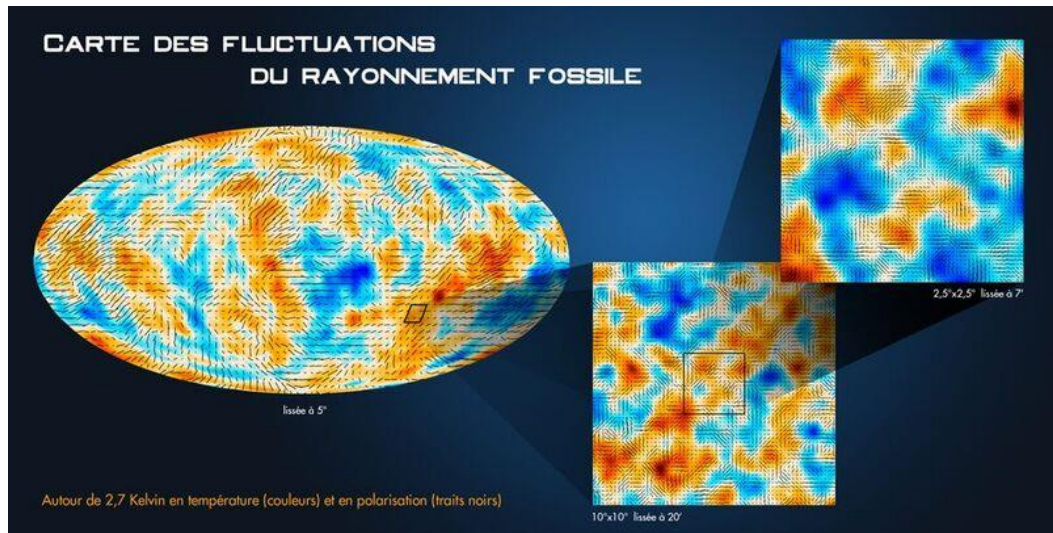 CARTE DES FLUCTUATIONS
DU RAYONNEMENT FOSSILE
2,5°x2,5° lissée à 7'
lissée à 5°
Autour de 2,7 Kelvin en température (couleurs) et en polarisation (traits noirs)
10°x10° lissée à 20'